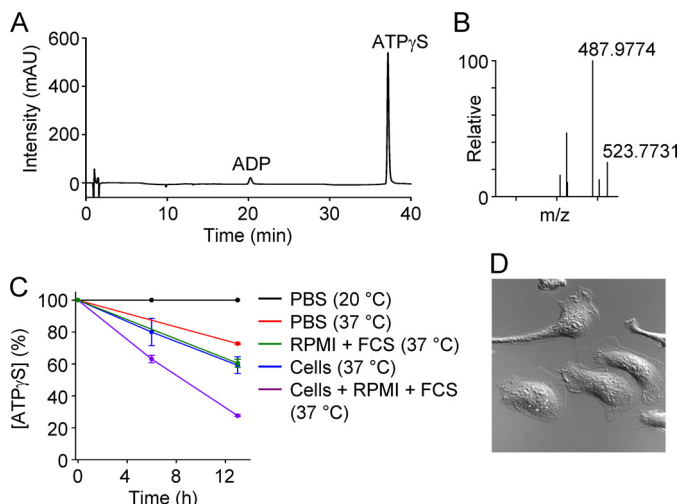 A
600
400
200
0
Intensity (mAU)
ATPγS
ADP
0 10 20 30 40
Time (min)
B
487.9774
100
523.7731
Relative
0
m/z
C
100
80
60
40
20
0
[ATPγS] (%)
0 4 8 12
Time (h)
PBS (20 °C)
PBS (37 °C)
RPMI + FCS (37 °C)
Cells (37 °C)
Cells + RPMI + FCS
(37 °C)
D